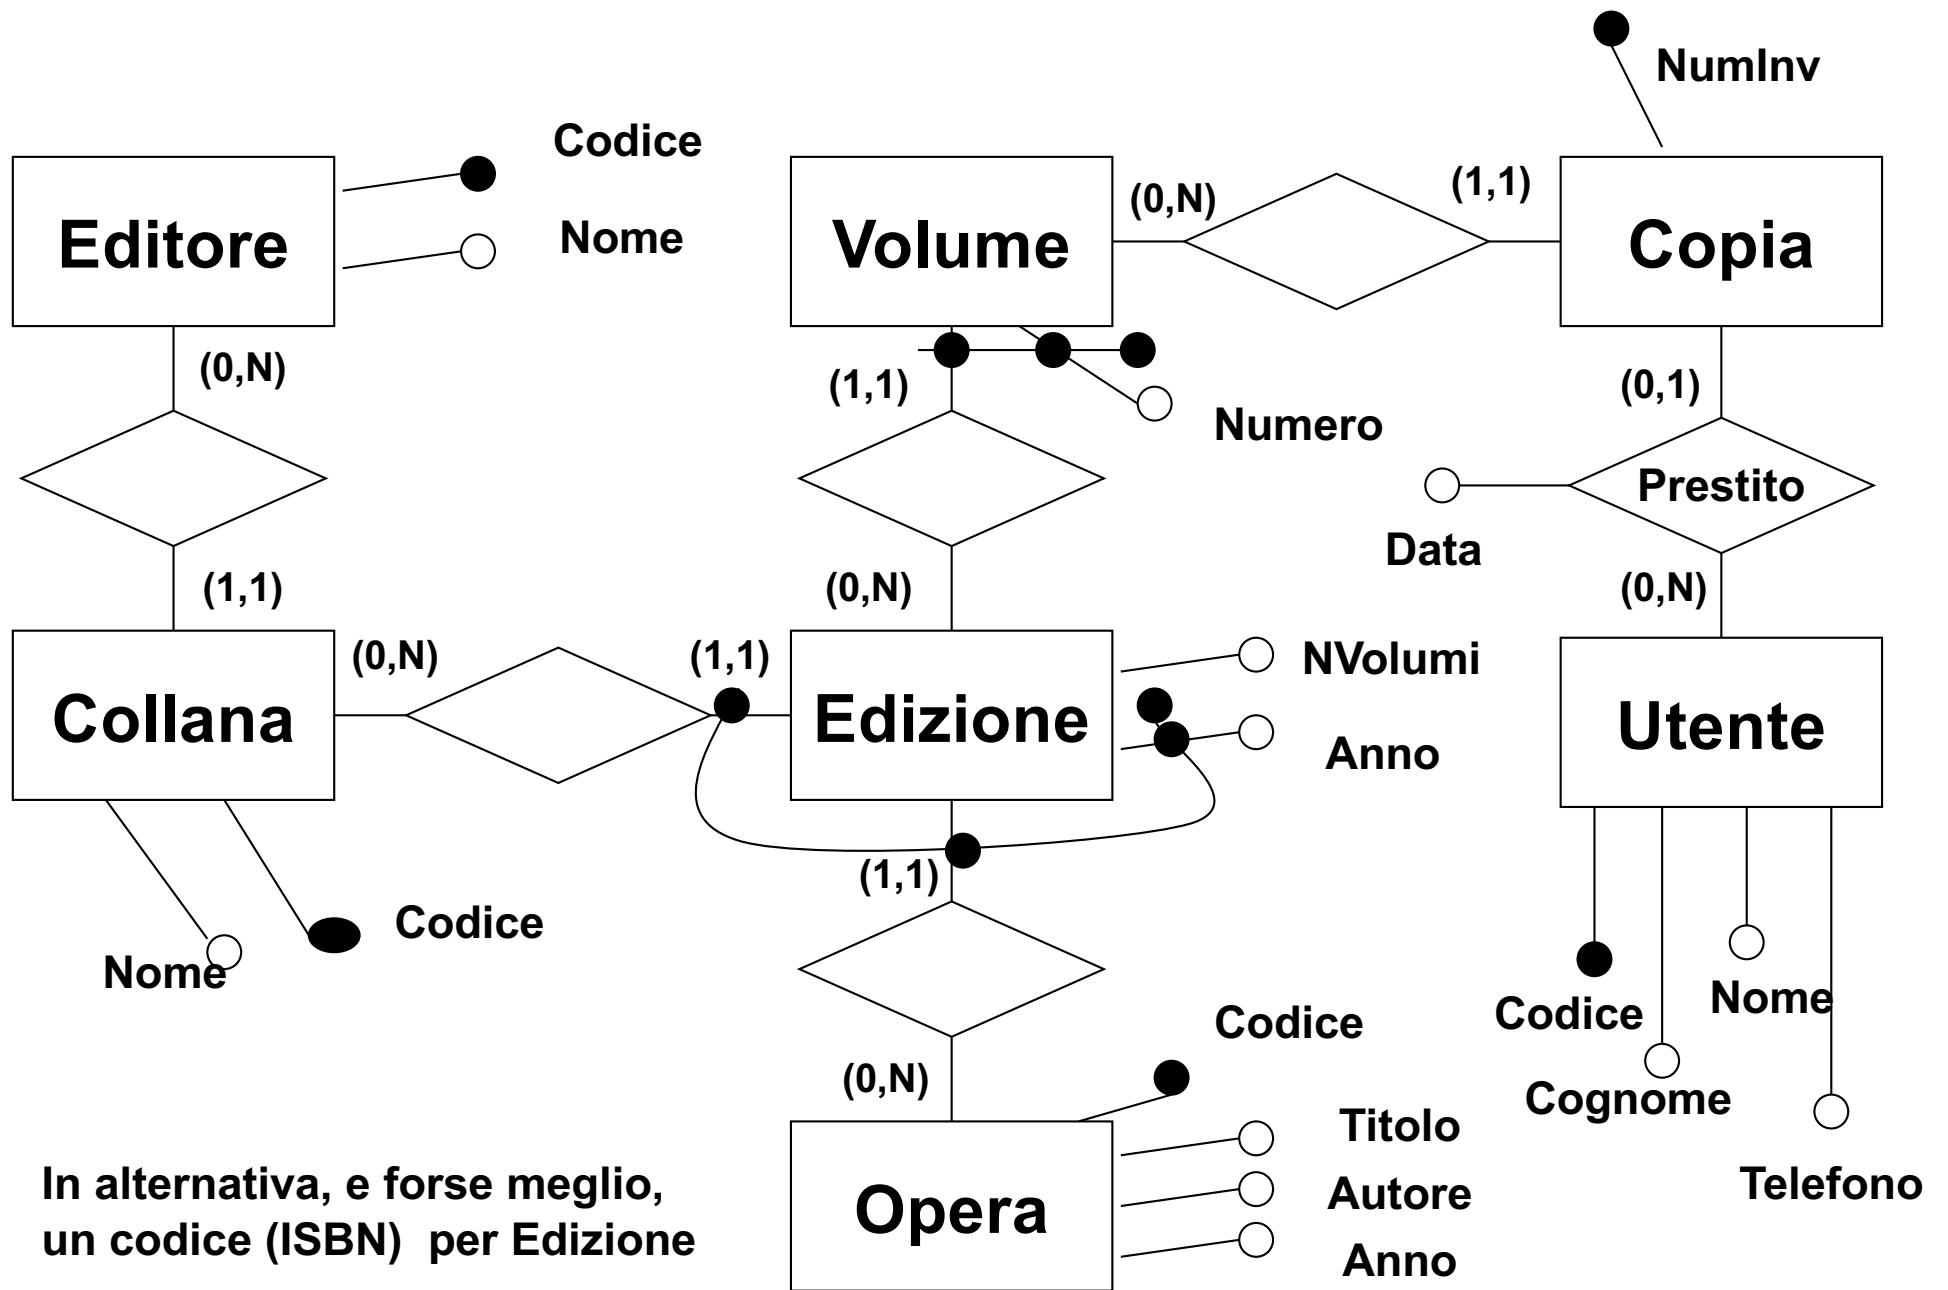 NumInv
Codice
Editore
Nome
Volume
(0,N)
(1,1)
Copia
(0,N)
(1,1)
Numero
(0,1)
Prestito
Data
(1,1)
(0,N)
(0,N)
Collana
(0,N)
(1,1)
Edizione
NVolumi
Anno
Utente
(1,1)
Nome
Codice
Codice
Nome
Cognome
Telefono
(0,N)
Codice
Opera
Titolo
Autore
Anno
In alternativa, e forse meglio,
un codice (ISBN) per Edizione